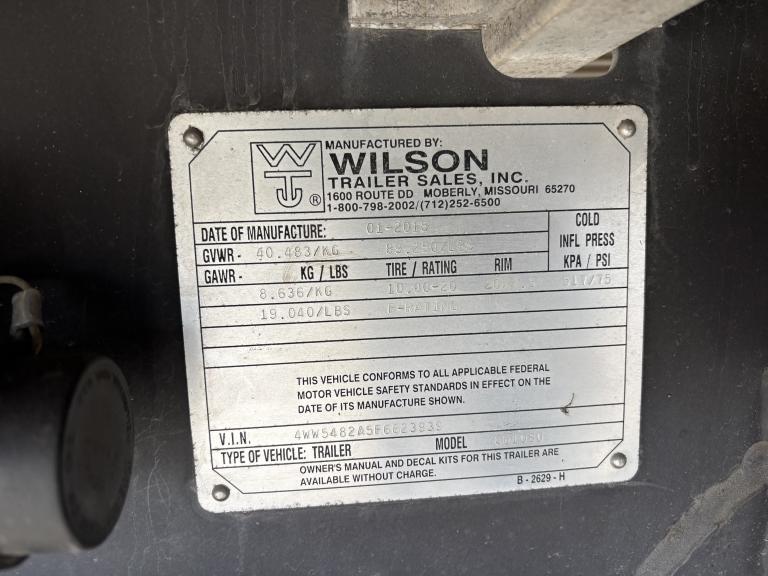 WTJ ®
MANUFACTURED BY:
WILSON
TRAILER SALES, INC.
1600 ROUTE DD MOBERLY, MISSOURI 65270
1-800-798-2002/(712)252-6500
DATE OF MANUFACTURE: 01-2015
GVWR - 40.483/KG
COLD
INFL PRESS
KPA / PSI
GAWR - KG / LBS TIRE / RATING RIM
8.636/KG 10.00-20 517/75
19.040/LBS
THIS VEHICLE CONFORMS TO ALL APPLICABLE FEDERAL
MOTOR VEHICLE SAFETY STANDARDS IN EFFECT ON THE
DATE OF ITS MANUFACTURE SHOWN.
V.I.N.
TYPE OF VEHICLE: TRAILER MODEL
OWNER'S MANUAL AND DECAL KITS FOR THIS TRAILER ARE
AVAILABLE WITHOUT CHARGE.
B - 2629 - H